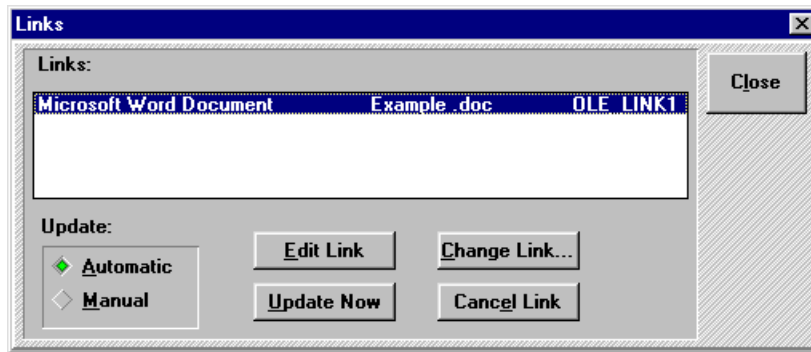 Links
Links:
Close
Microsoft Word Document Example .doc OLE_LINK1
Update:
Automatic
Manual
Edit Link
Change Link...
Update Now
Cancel Link